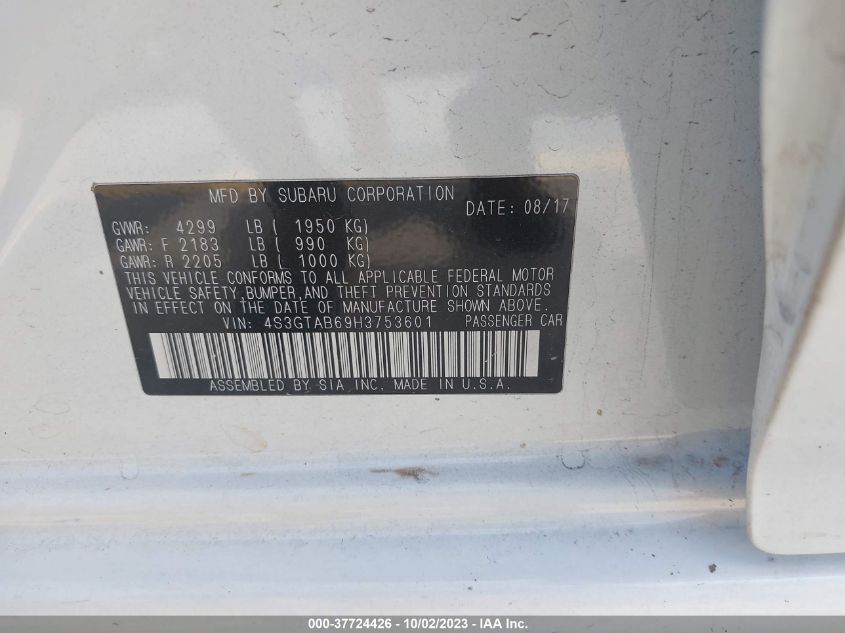 MFD BY SUBARU CORPORATION
DATE: 08/17
GVWR: 4299 LB ( 1950 KG)
GAWR: F 2183 LB ( 990 KG)
GAWR: R 2205 LB ( 1000 KG)
THIS VEHICLE CONFORMS TO ALL APPLICABLE FEDERAL MOTOR
VEHICLE SAFETY, BUMPER, AND THEFT PREVENTION STANDARDS
IN EFFECT ON THE DATE OF MANUFACTURE SHOWN ABOVE.
VIN: 4S3GTAB69H3753601 PASSENGER CAR
ASSEMBLED BY SIA INC. MADE IN U.S.A.
000-37724426 - 10/02/2023 - IAA Inc.